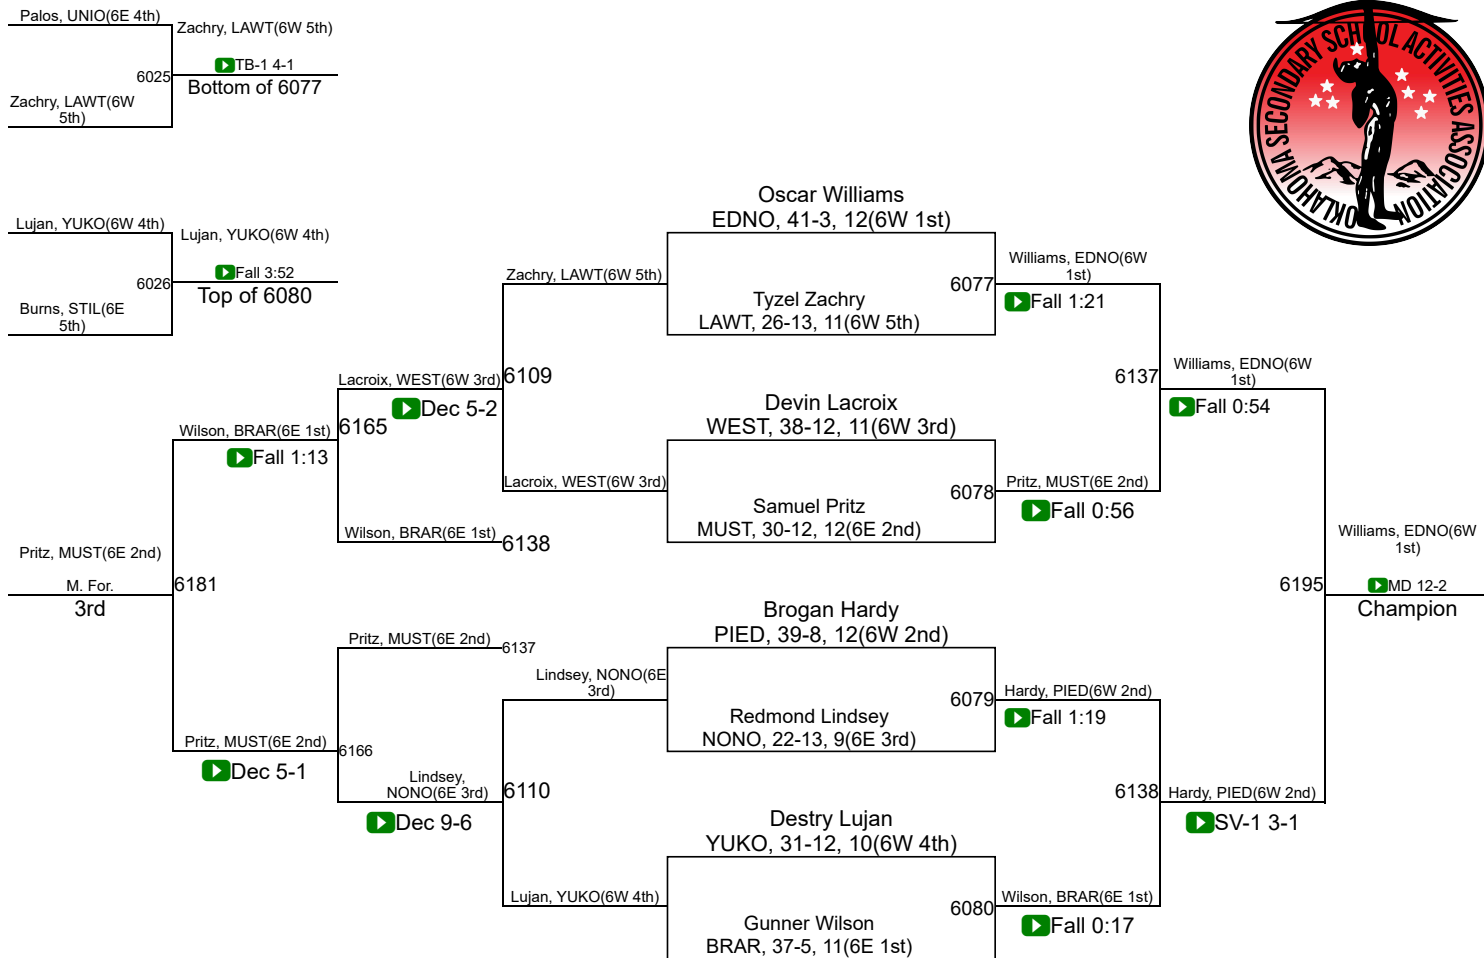 Palos, UNIO(6E 4th)
Zachry, LAWT(6W 5th)
6025
TB-1 4-1
Bottom of 6077
Zachry, LAWT(6W
5th)
OKLAHOMA SECONDARY SCHOOL ACTIVITIES ASSOCIATION
Lujan, YUKO(6W 4th)
Lujan, YUKO(6W 4th)
6026
Fall 3:52
Top of 6080
Burns, STIL(6E
5th)
Oscar Williams
EDNO, 41-3, 12(6W 1st)
Zachry, LAWT(6W 5th)
6077
Williams, EDNO(6W
1st)
Fall 1:21
Tyzel Zachry
LAWT, 26-13, 11(6W 5th)
Lacroix, WEST(6W 3rd)
6109
Dec 5-2
6137
Williams, EDNO(6W
1st)
Fall 0:54
Devin Lacroix
WEST, 38-12, 11(6W 3rd)
Wilson, BRAR(6E 1st)
6165
Fall 1:13
Lacroix, WEST(6W 3rd)
6078
Pritz, MUST(6E 2nd)
Fall 0:56
Samuel Pritz
MUST, 30-12, 12(6E 2nd)
Wilson, BRAR(6E 1st)
6138
Pritz, MUST(6E 2nd)
M. For.
3rd
6181
Williams, EDNO(6W
1st)
6195
MD 12-2
Champion
Brogan Hardy
PIED, 39-8, 12(6W 2nd)
Pritz, MUST(6E 2nd)
6137
Lindsey, NONO(6E
3rd)
6079
Hardy, PIED(6W 2nd)
Fall 1:19
Redmond Lindsey
NONO, 22-13, 9(6E 3rd)
Pritz, MUST(6E 2nd)
6166
Dec 5-1
Lindsey,
NONO(6E 3rd)
6110
Dec 9-6
6138
Hardy, PIED(6W 2nd)
SV-1 3-1
Destry Lujan
YUKO, 31-12, 10(6W 4th)
Lujan, YUKO(6W 4th)
6080
Wilson, BRAR(6E 1st)
Fall 0:17
Gunner Wilson
BRAR, 37-5, 11(6E 1st)